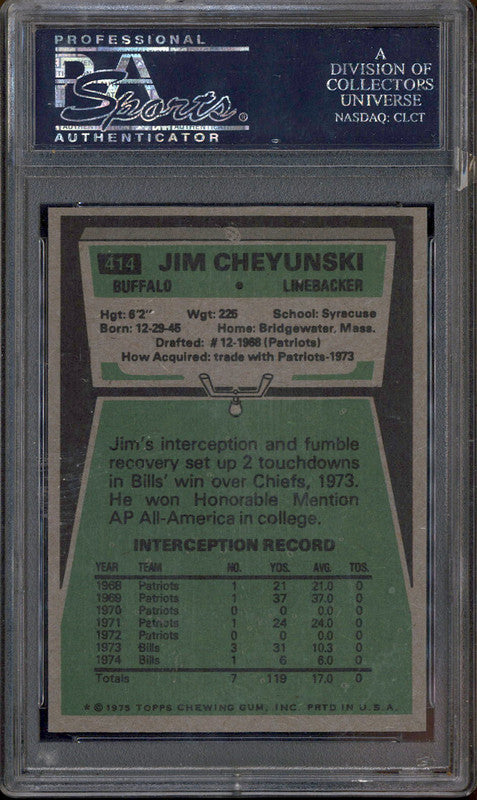 PROFESSIONAL
PSA
Sports®
AUTHENTICATOR
A
DIVISION OF
COLLECTORS
UNIVERSE
NASDAQ: CLCT
414 JIM CHEYUNSKI
BUFFALO • LINEBACKER
Hgt: 6'2" Wgt: 225 School: Syracuse
Born: 12-29-45 Home: Bridgewater, Mass.
Drafted: #12-1968 (Patriots)
How Acquired: trade with Patriots-1973
Jim's interception and fumble
recovery set up 2 touchdowns
in Bills' win over Chiefs, 1973.
He won Honorable Mention
AP All-America in college.
INTERCEPTION RECORD
YEAR TEAM NO. YDS. AVG. TDS.
1968 Patriots 1 21 21.0 0
1969 Patriots 1 37 37.0 0
1970 Patriots 0 0 0.0 0
1971 Patriots 1 24 24.0 0
1972 Patriots 0 0 0.0 0
1973 Bills 3 31 10.3 0
1974 Bills 1 6 6.0 0
Totals 7 119 17.0 0
* © 1975 TOPPS CHEWING GUM, INC. PRTD IN U.S.A.